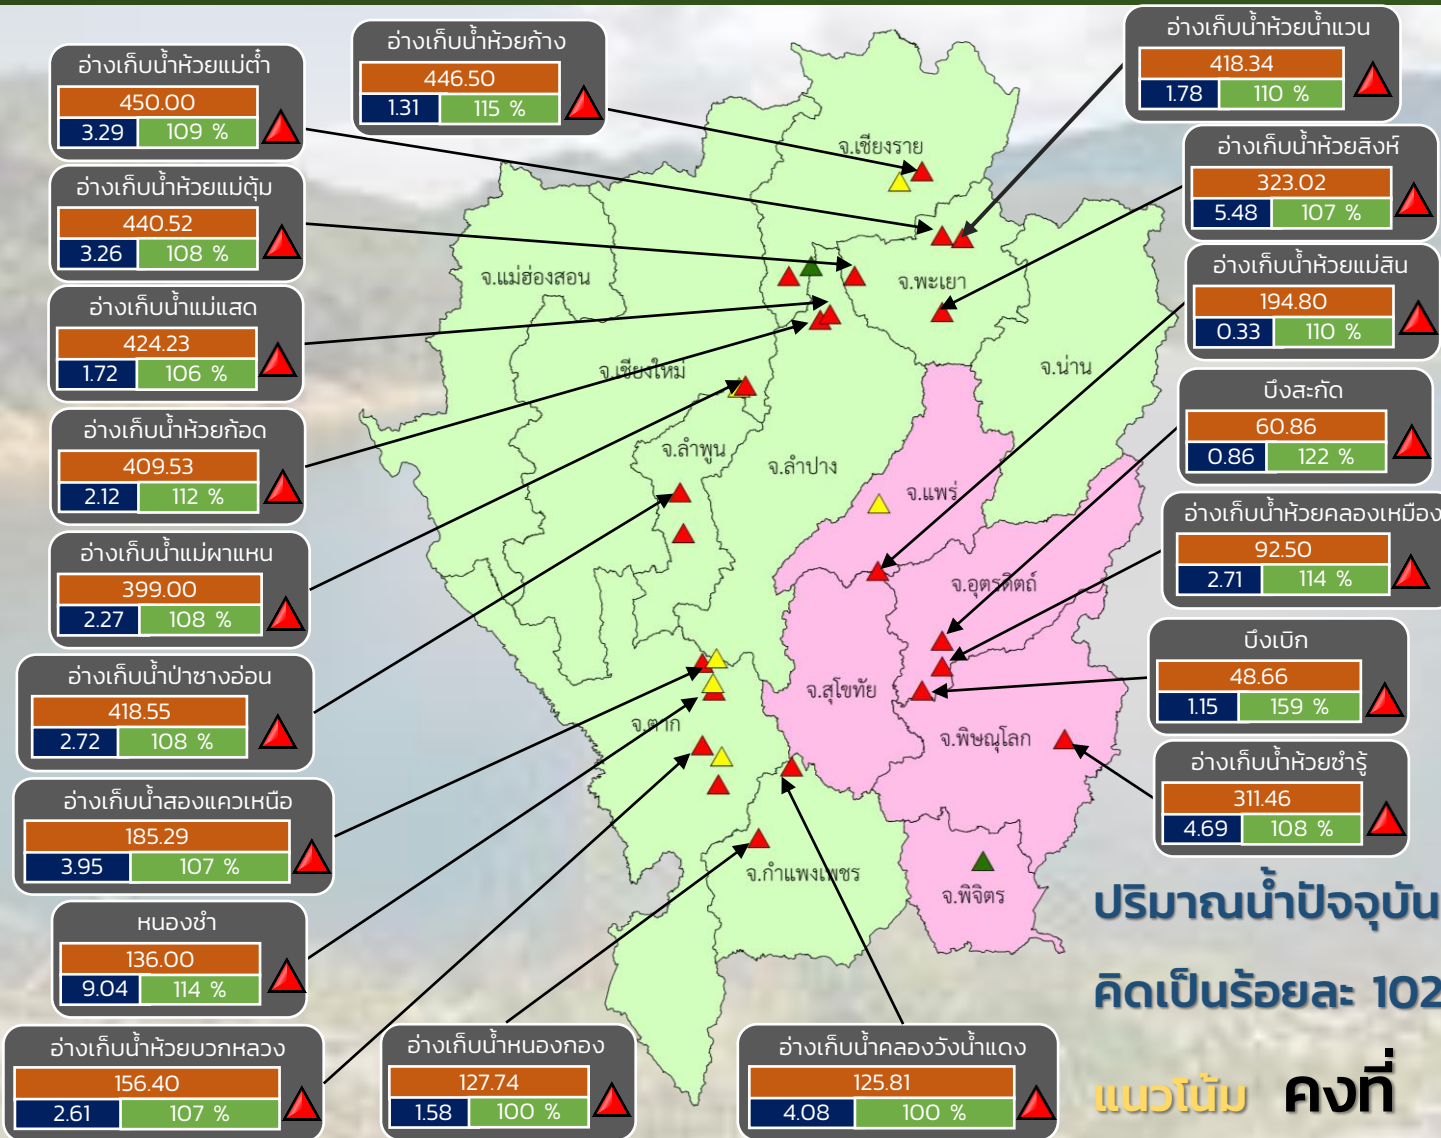 อ่างเก็บน้ำห้วยแม่ต๋ำ
450.00
3.29 109 %
อ่างเก็บน้ำห้วยก้าง
446.50
1.31 115 %
อ่างเก็บน้ำห้วยน้ำแวน
418.34
1.78 110 %
อ่างเก็บน้ำห้วยแม่ตุ้ม
440.52
3.26 108 %
อ่างเก็บน้ำห้วยสิงห์
323.02
5.48 107 %
อ่างเก็บน้ำแม่แสด
424.23
1.72 106 %
อ่างเก็บน้ำห้วยแม่สิน
194.80
0.33 110 %
อ่างเก็บน้ำห้วยก้อด
409.53
2.12 112 %
บึงสะกัด
60.86
0.86 122 %
อ่างเก็บน้ำแม่ผาแหน
399.00
2.27 108 %
อ่างเก็บน้ำห้วยคลองเหมือง
92.50
2.71 114 %
อ่างเก็บน้ำป่าซางอ่อน
418.55
2.72 108 %
บึงเบิก
48.66
1.15 159 %
อ่างเก็บน้ำสองแควเหนือ
185.29
3.95 107 %
อ่างเก็บน้ำห้วยซำรู้
311.46
4.69 108 %
หนองชำ
136.00
9.04 114 %
อ่างเก็บน้ำห้วยบวกหลวง
156.40
2.61 107 %
อ่างเก็บน้ำหนองกอง
127.74
1.58 100 %
อ่างเก็บน้ำคลองวังน้ำแดง
125.81
4.08 100 %
จ.เชียงราย
จ.แม่ฮ่องสอน
จ.พะเยา
จ.เชียงใหม่
จ.น่าน
จ.ลำพูน
จ.ลำปาง
จ.แพร่
จ.อุตรดิตถ์
จ.สุโขทัย
จ.ตาก
จ.พิษณุโลก
จ.กำแพงเพชร
จ.พิจิตร
ปริมาณน้ำปัจจุบัน
คิดเป็นร้อยละ 102
แนวโน้ม คงที่